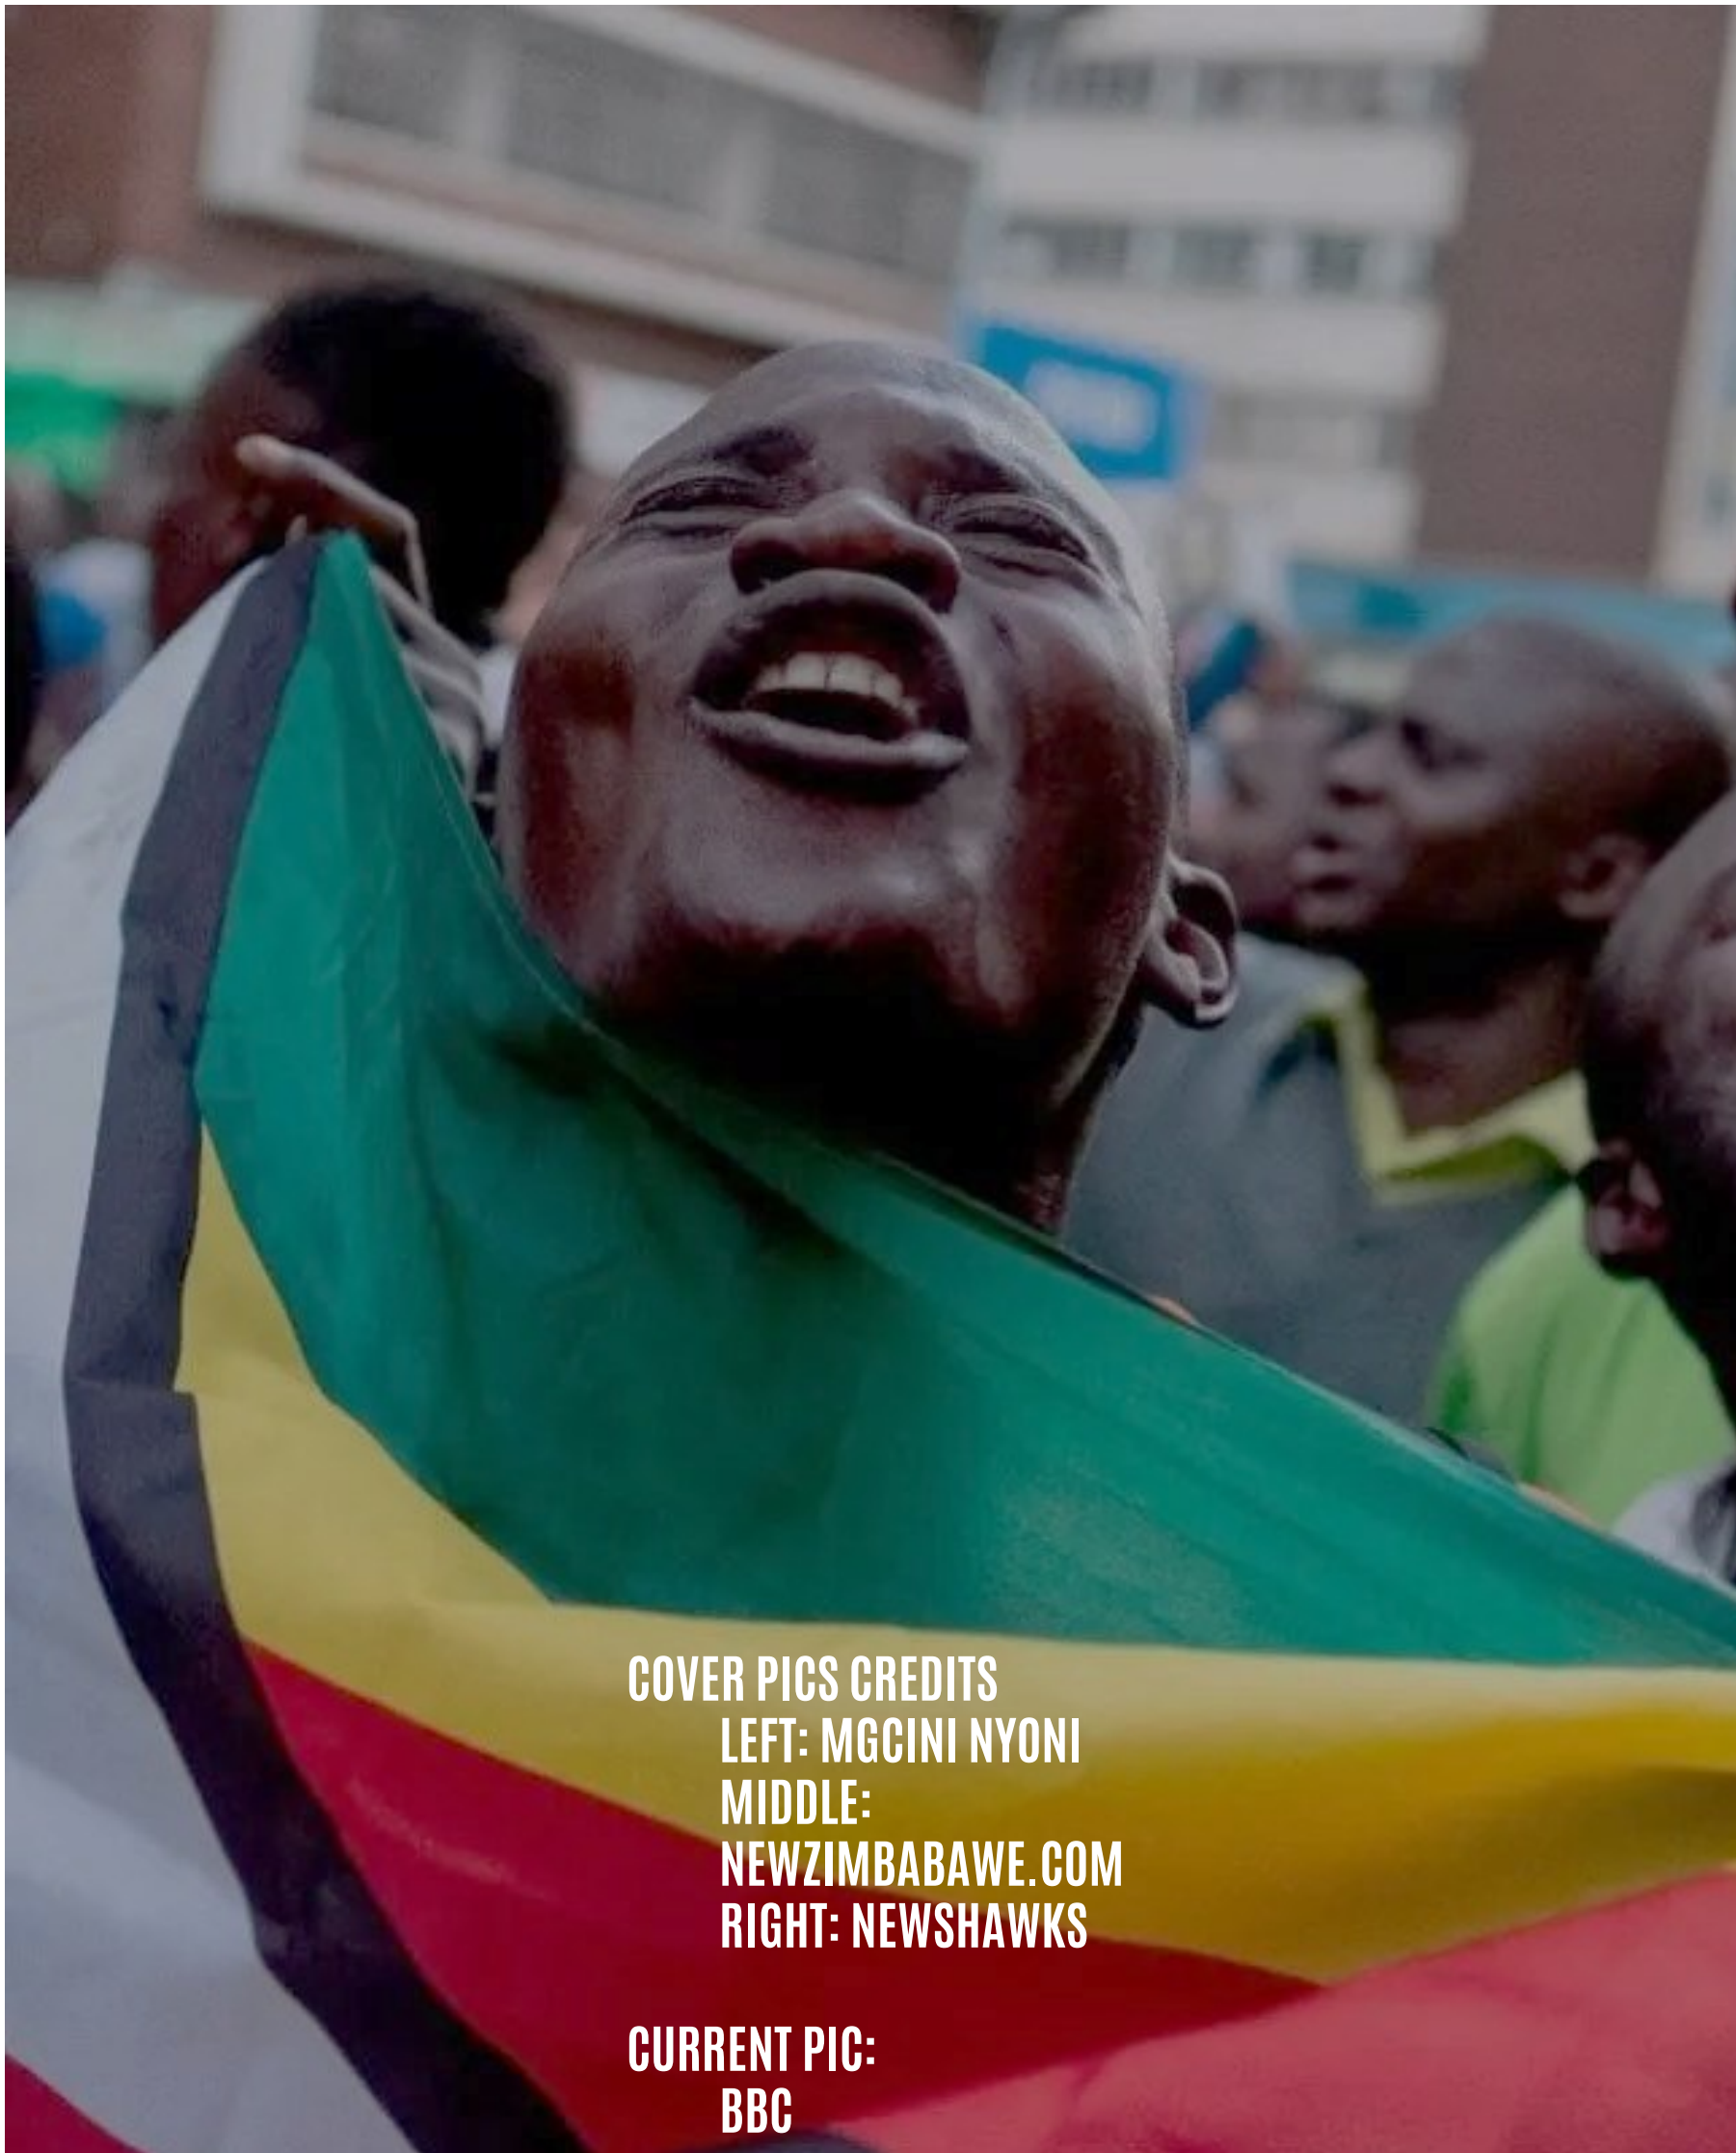 COVER PICS CREDITS
LEFT: MGCINI NYONI
MIDDLE:
NEWZIMBABAWE.COM
RIGHT: NEWSHAWKS
CURRENT PIC:
BBC